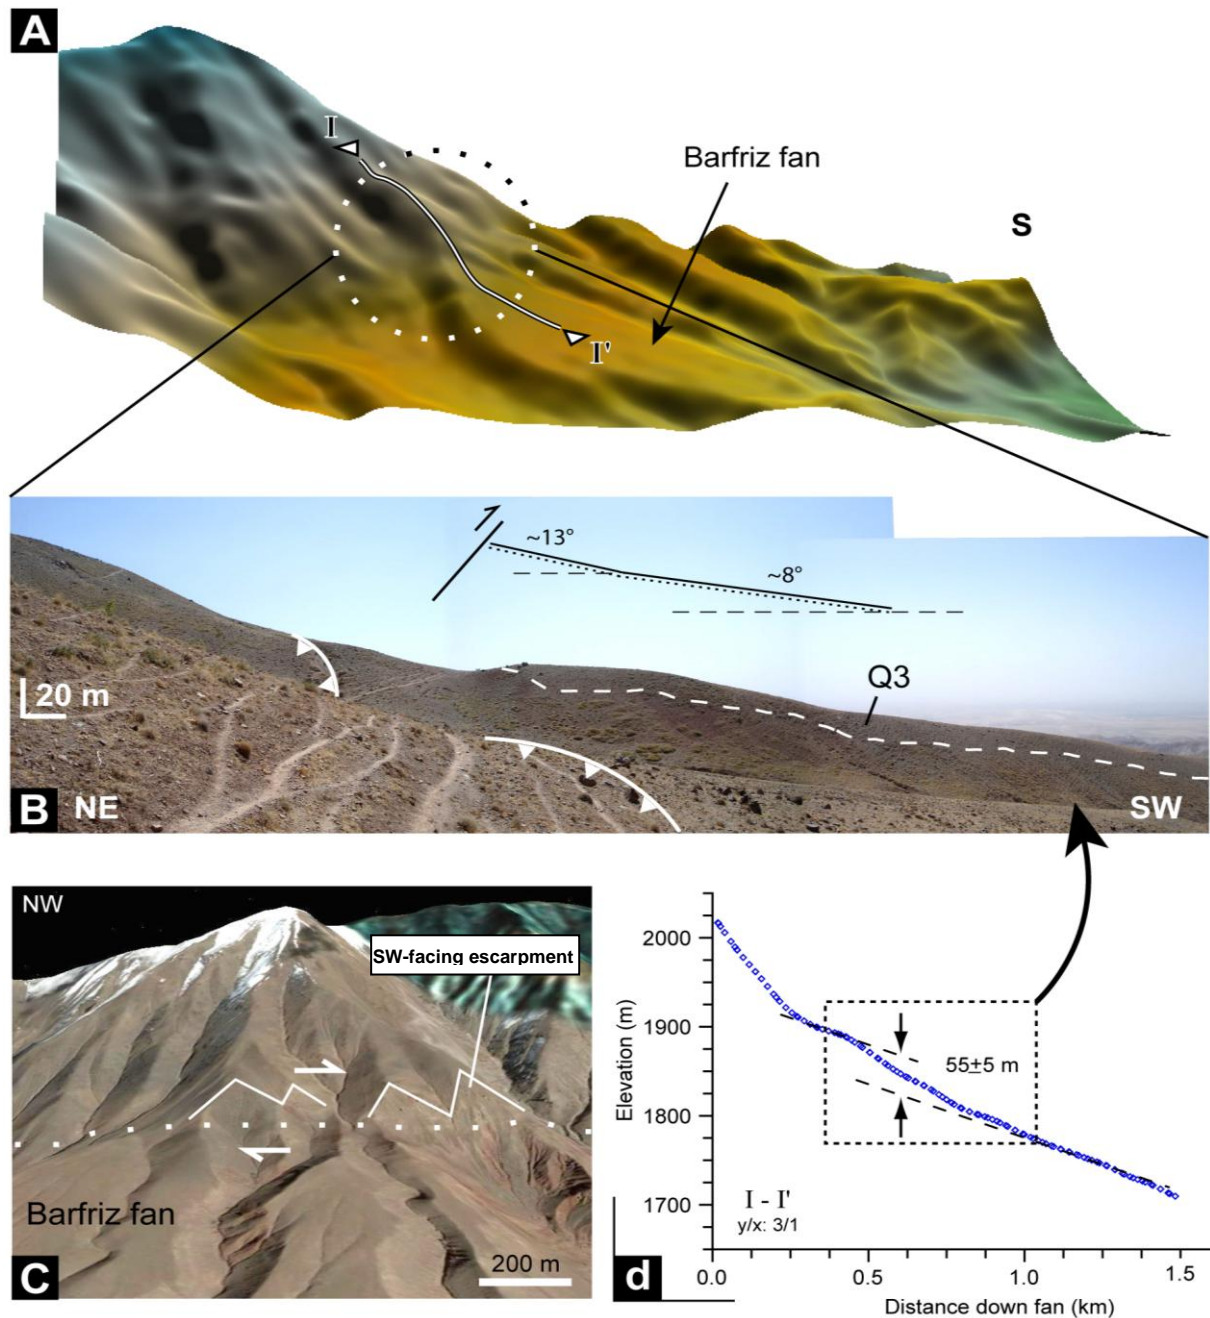 A
I
Barfriz fan
S
I'
~13°
~8°
Q3
20 m
B
NE
SW
NW
SW-facing escarpment
Barfriz fan
200 m
C
2000
1900
1800
1700
Elevation (m)
55±5 m
I - I'
y/x: 3/1
d
0.0
0.5
1.0
1.5
Distance down fan (km)